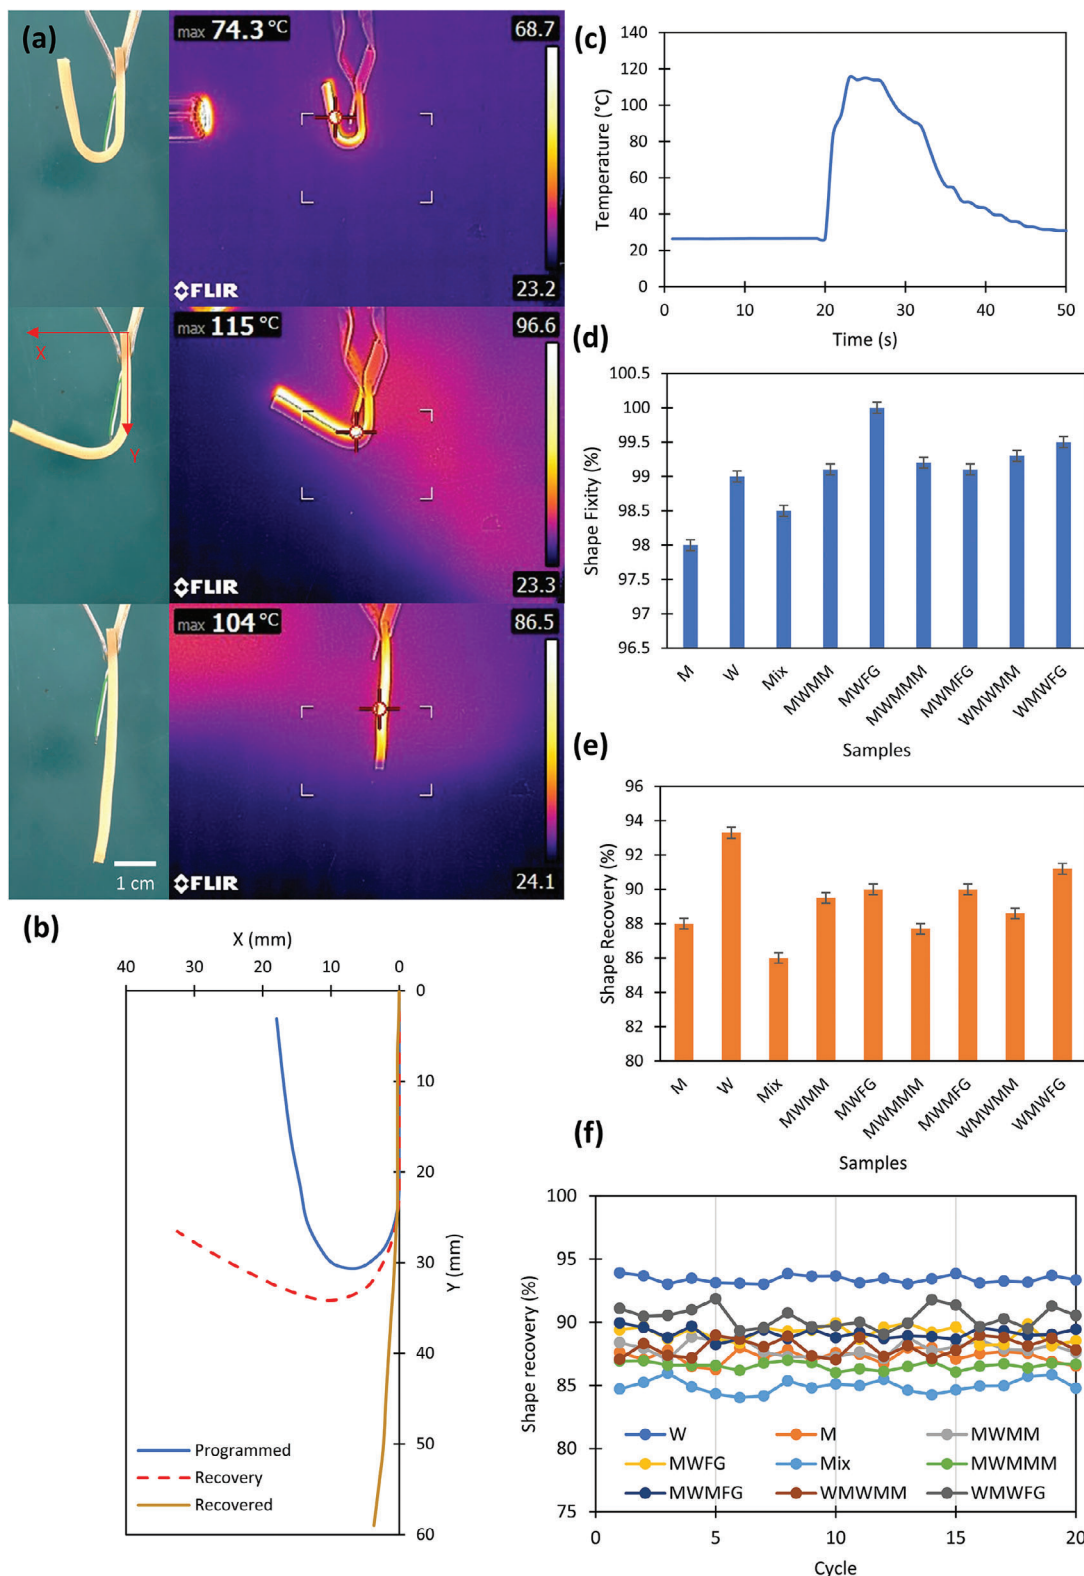 (a)
max 74.3 °C
68.7
FLIR
23.2
X
Y
max 115 °C
96.6
FLIR
23.3
max 104 °C
86.5
1 cm
FLIR
24.1
(b)
X (mm)
40 30 20 10 0
0
10
20
30
40
50
60
Y (mm)
Programmed
Recovery
Recovered
(c)
Temperature (°C)
140
120
100
80
60
40
20
0
0 10 20 30 40 50
Time (s)
(d)
Shape Fixity (%)
100.5
100
99.5
99
98.5
98
97.5
97
96.5
M W Mix MWMM MWFG MWMMM MWMFG WMWMM WMWFG
Samples
(e)
Shape Recovery (%)
96
94
92
90
88
86
84
82
80
M W Mix MWMM MWFG MWMMM MWMFG WMWMM WMWFG
Samples
(f)
Shape recovery (%)
100
95
90
85
80
75
W M MWMM
MWFG Mix MWMMM
MWMFG WMWMM WMWFG
0 5 10 15 20
Cycle